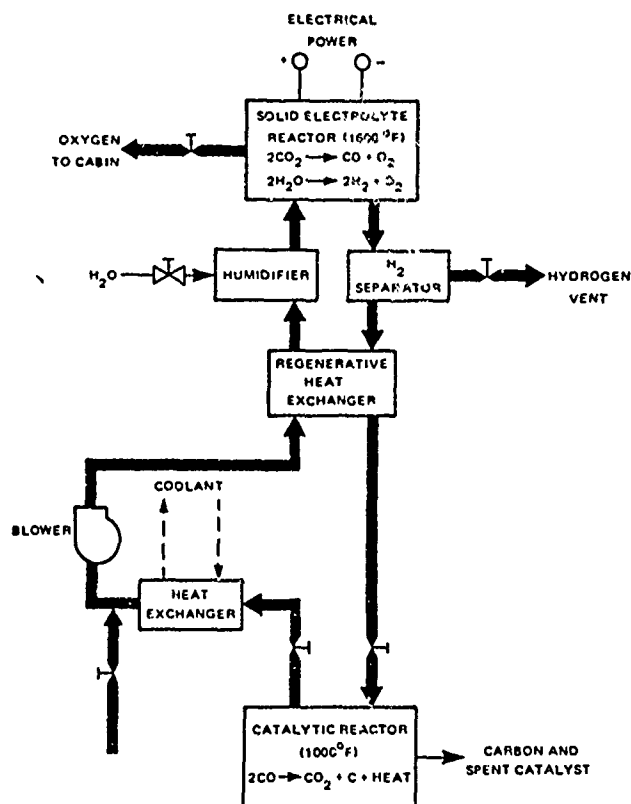 ELECTRICAL
POWER
+ −
SOLID ELECTROLYTE
REACTOR (1600 °F)
2CO₂ → CO + O₂
2H₂O → 2H₂ + O₂
OXYGEN
TO CABIN
H₂O
HUMIDIFIER
H₂
SEPARATOR
HYDROGEN
VENT
REGENERATIVE
HEAT
EXCHANGER
COOLANT
BLOWER
HEAT
EXCHANGER
CATALYTIC REACTOR
(1000°F)
2CO → CO₂ + C + HEAT
CARBON AND
SPENT CATALYST